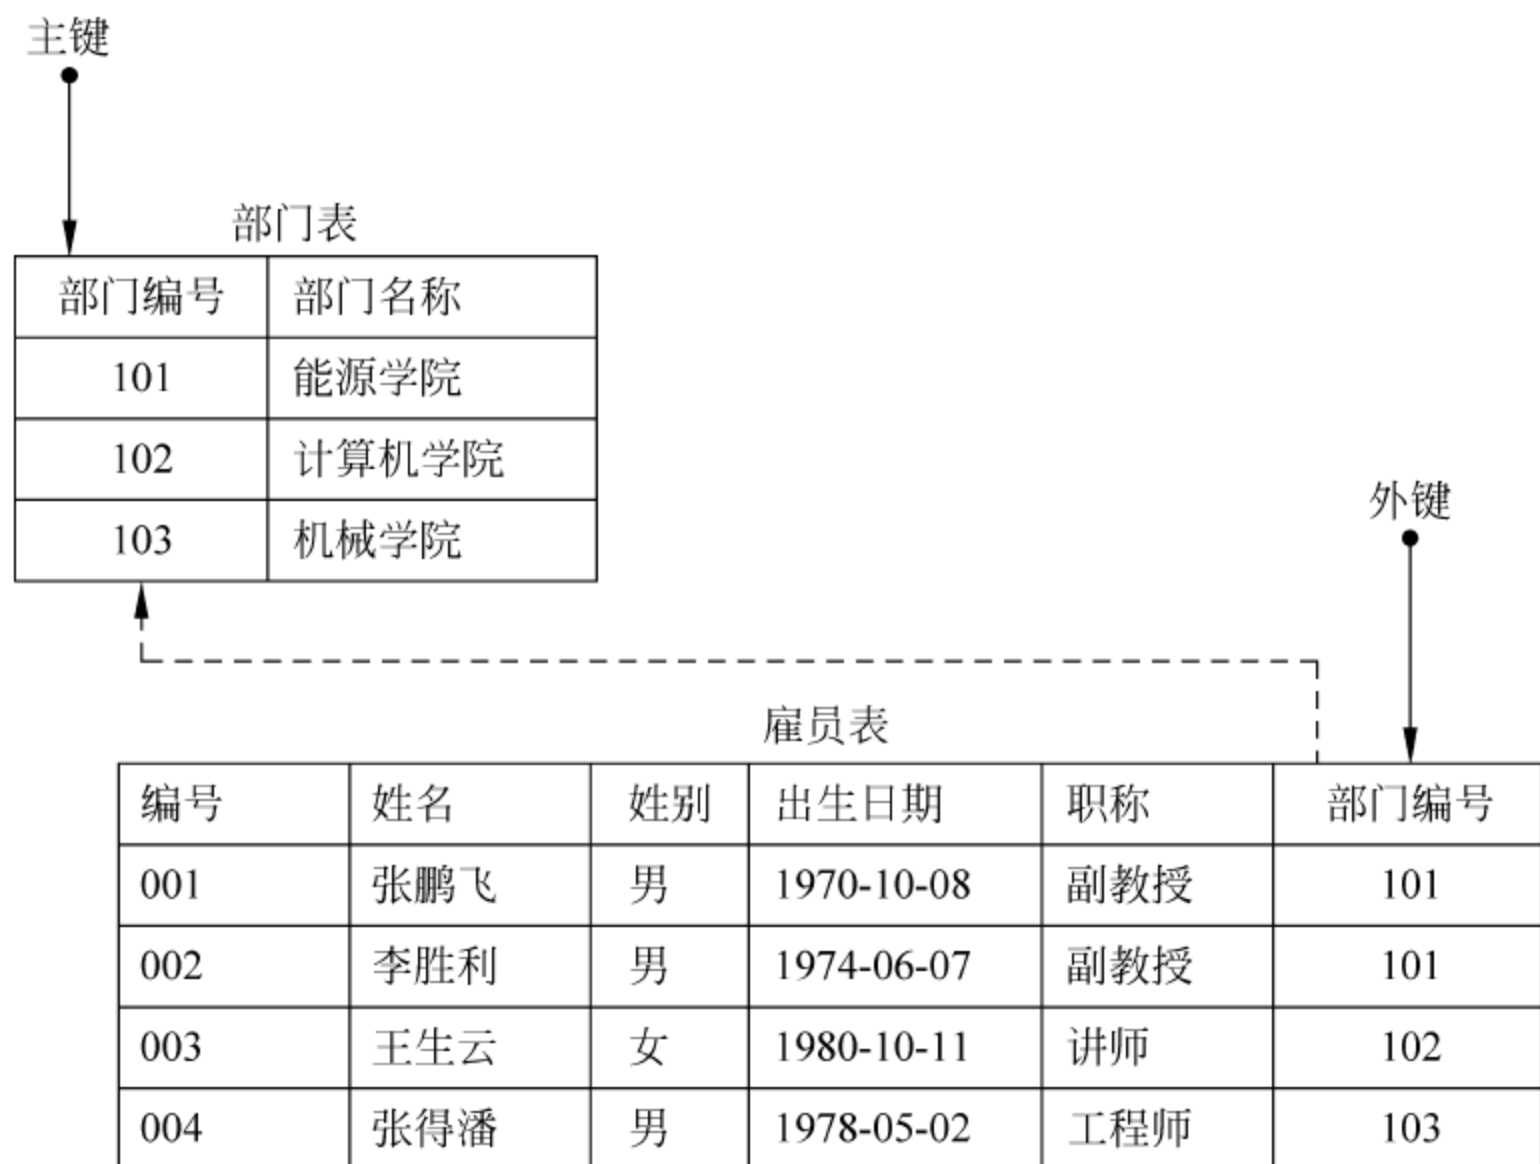 主键
部门表
部门编号 部门名称
101 能源学院
102 计算机学院
103 机械学院
外键
雇员表
编号 姓名 姓别 出生日期 职称 部门编号
001 张鹏飞 男 1970-10-08 副教授 101
002 李胜利 男 1974-06-07 副教授 101
003 王生云 女 1980-10-11 讲师 102
004 张得潘 男 1978-05-02 工程师 103